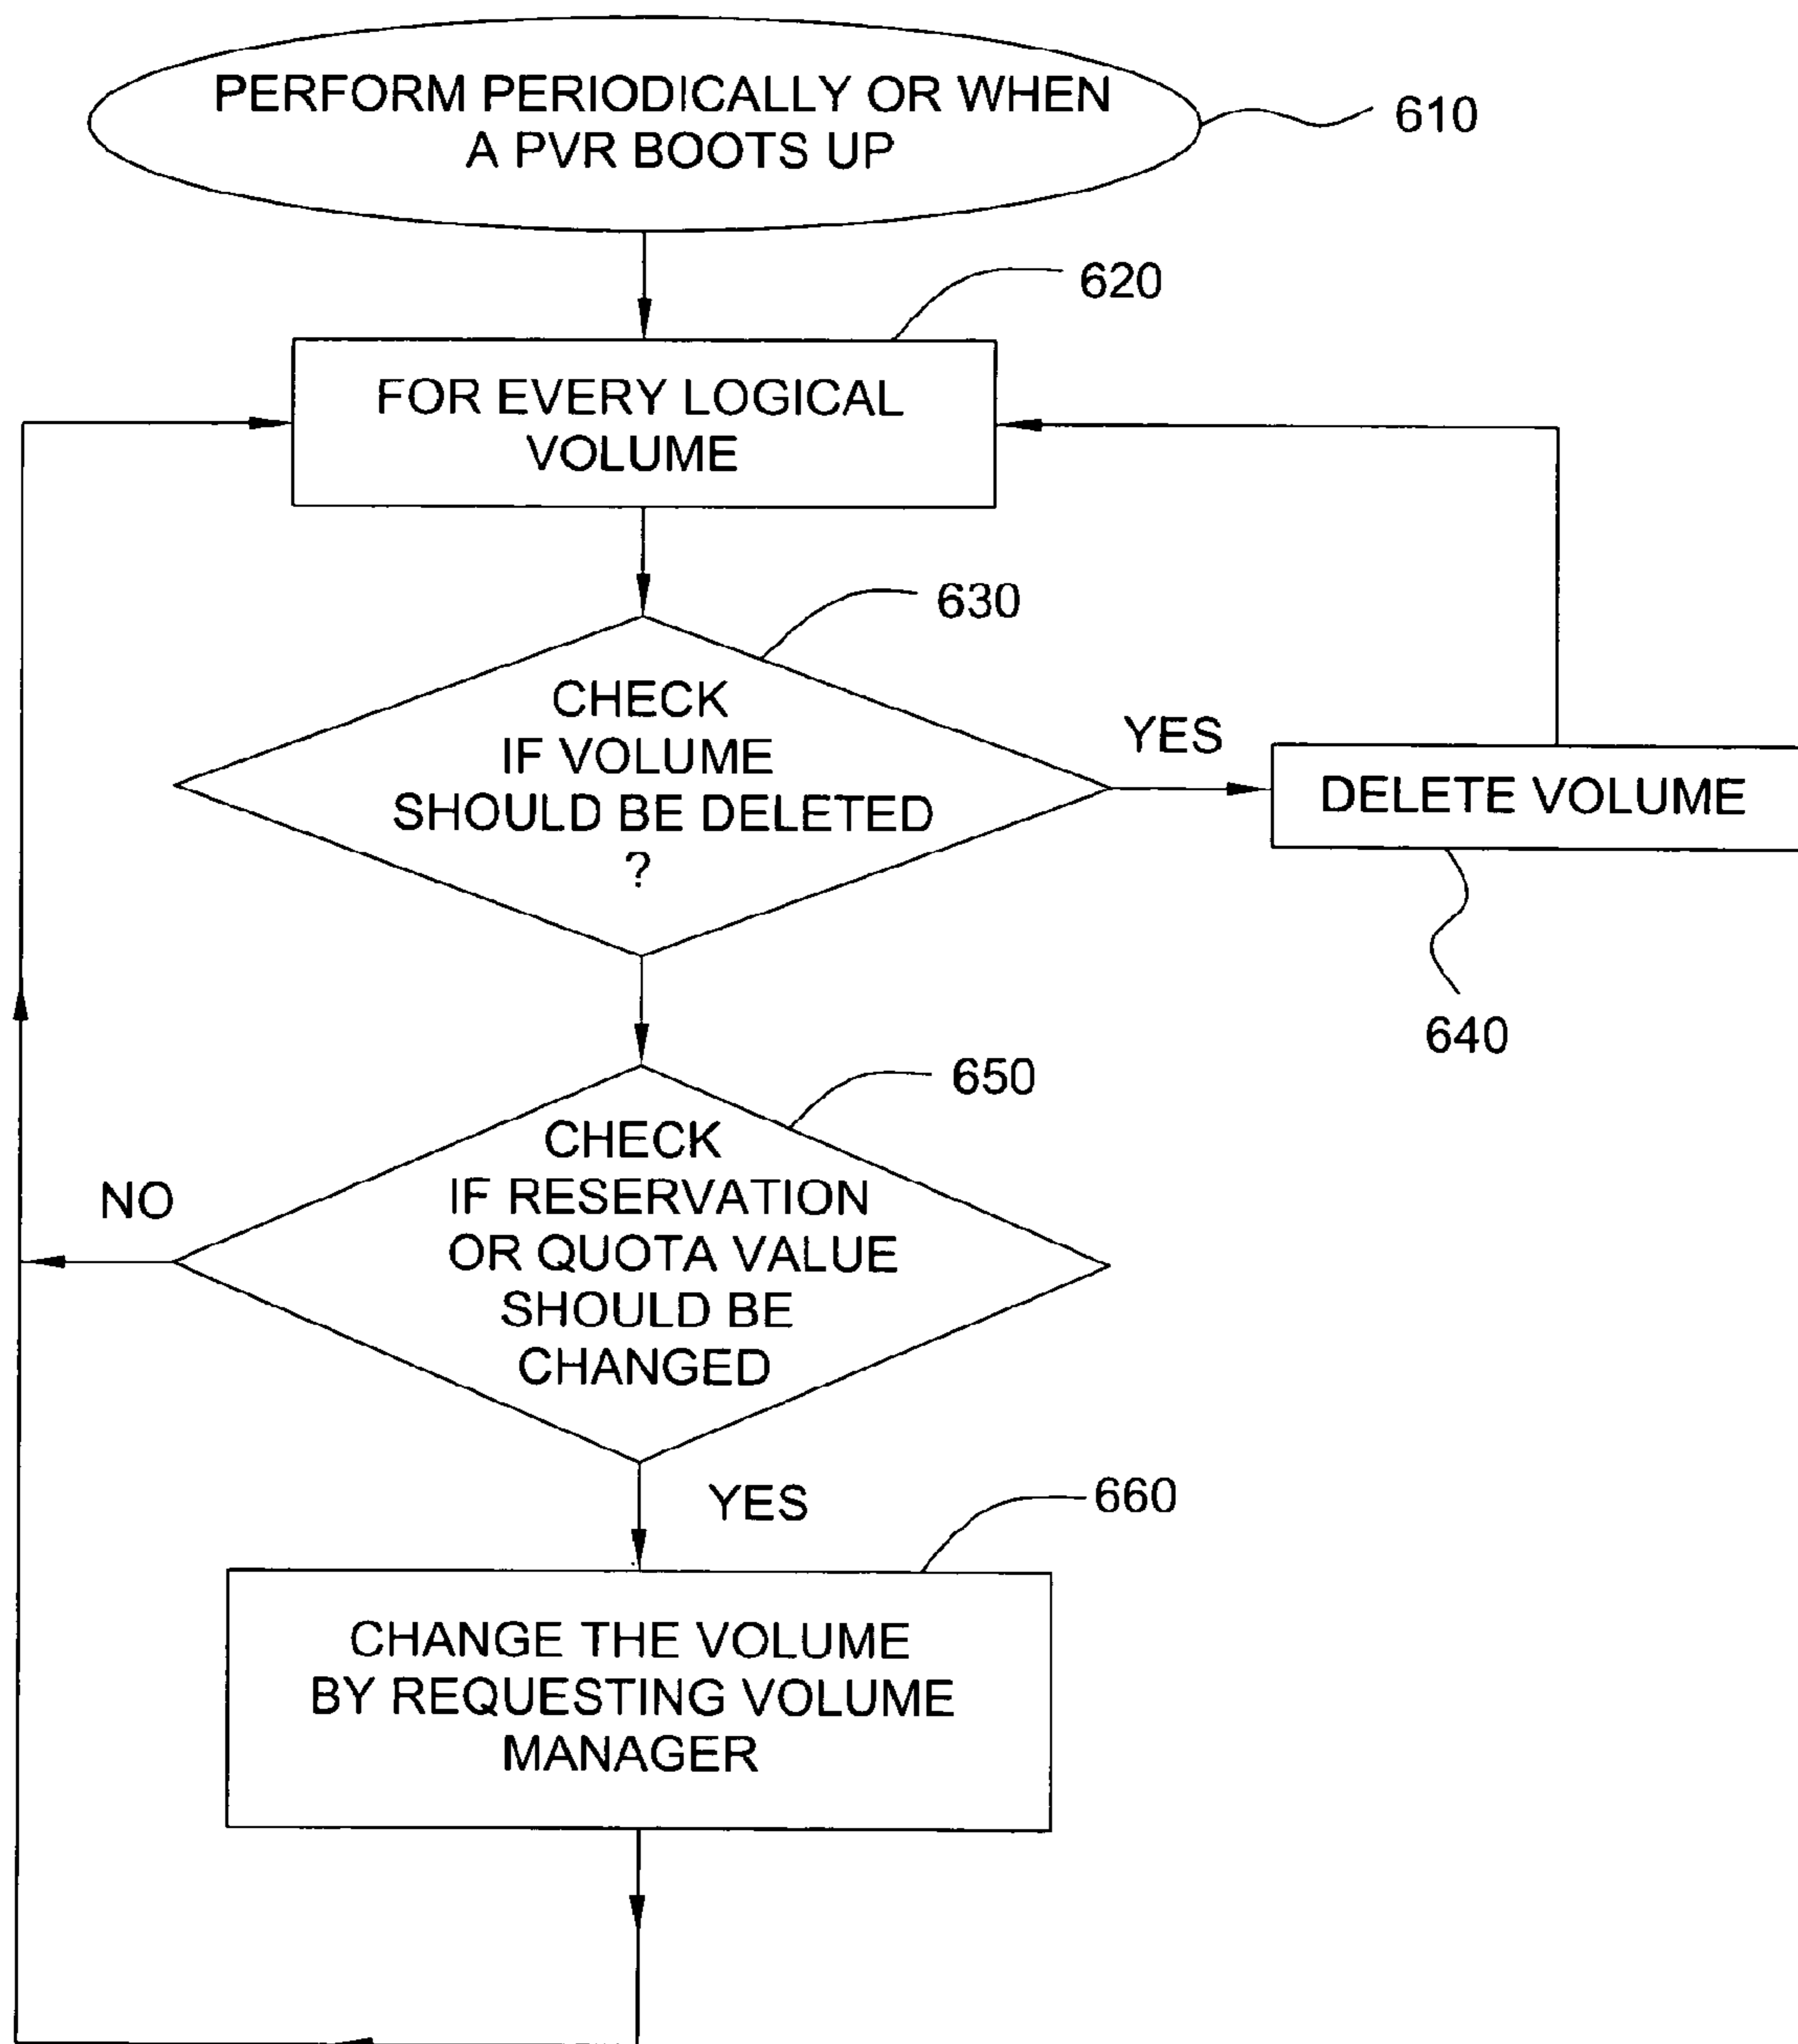 PERFORM PERIODICALLY OR WHEN
A PVR BOOTS UP
610
620
FOR EVERY LOGICAL
VOLUME
630
CHECK
IF VOLUME
SHOULD BE DELETED
?
YES
DELETE VOLUME
640
650
CHECK
IF RESERVATION
OR QUOTA VALUE
SHOULD BE
CHANGED
NO
YES
660
CHANGE THE VOLUME
BY REQUESTING VOLUME
MANAGER